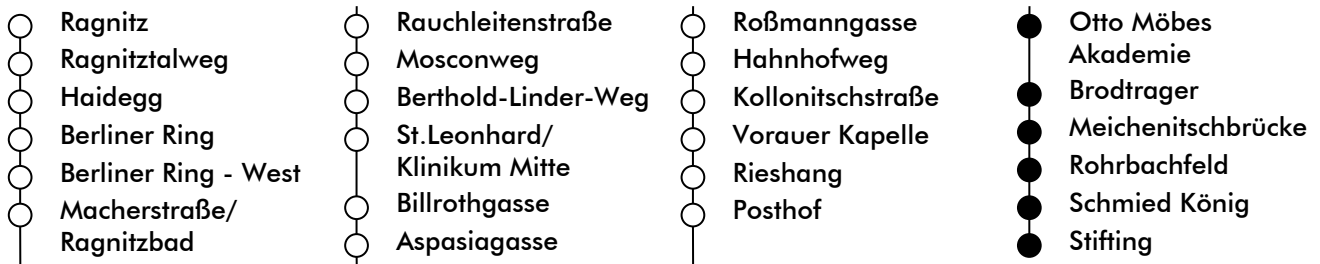 Ragnitz
Ragnitztalweg
Haidegg
Berliner Ring
Berliner Ring - West
Macherstraße/
Ragnitzbad
Rauchleitenstraße
Mosconweg
Berthold-Linder-Weg
St.Leonhard/
Klinikum Mitte
Billrothgasse
Aspasiagasse
Roßmanngasse
Hahnhofweg
Kollonitschstraße
Vorauer Kapelle
Rieshang
Posthof
Otto Möbes
Akademie
Brodtrager
Meichenitschbrücke
Rohrbachfeld
Schmied König
Stifting